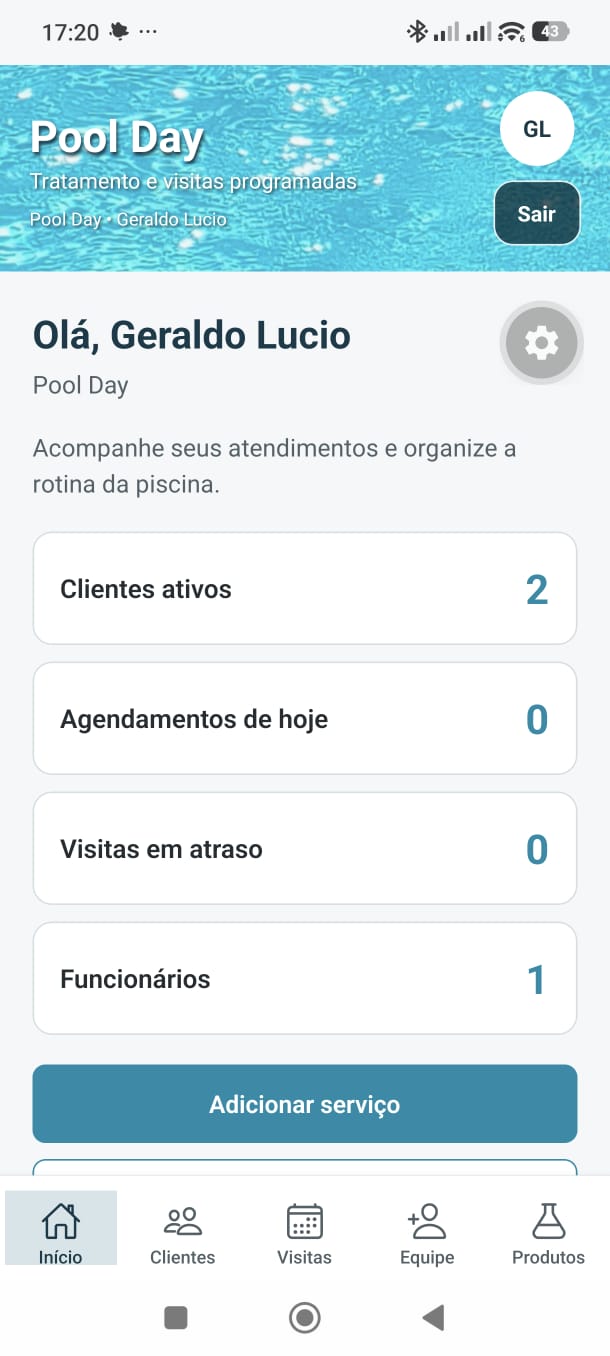 17:20 ...
6
43
Pool Day
Tratamento e visitas programadas
Pool Day • Geraldo Lucio
GL
Sair
Olá, Geraldo Lucio
Pool Day
Acompanhe seus atendimentos e organize a
rotina da piscina.
Clientes ativos 2
Agendamentos de hoje 0
Visitas em atraso 0
Funcionários 1
Adicionar serviço
Início Clientes Visitas Equipe Produtos